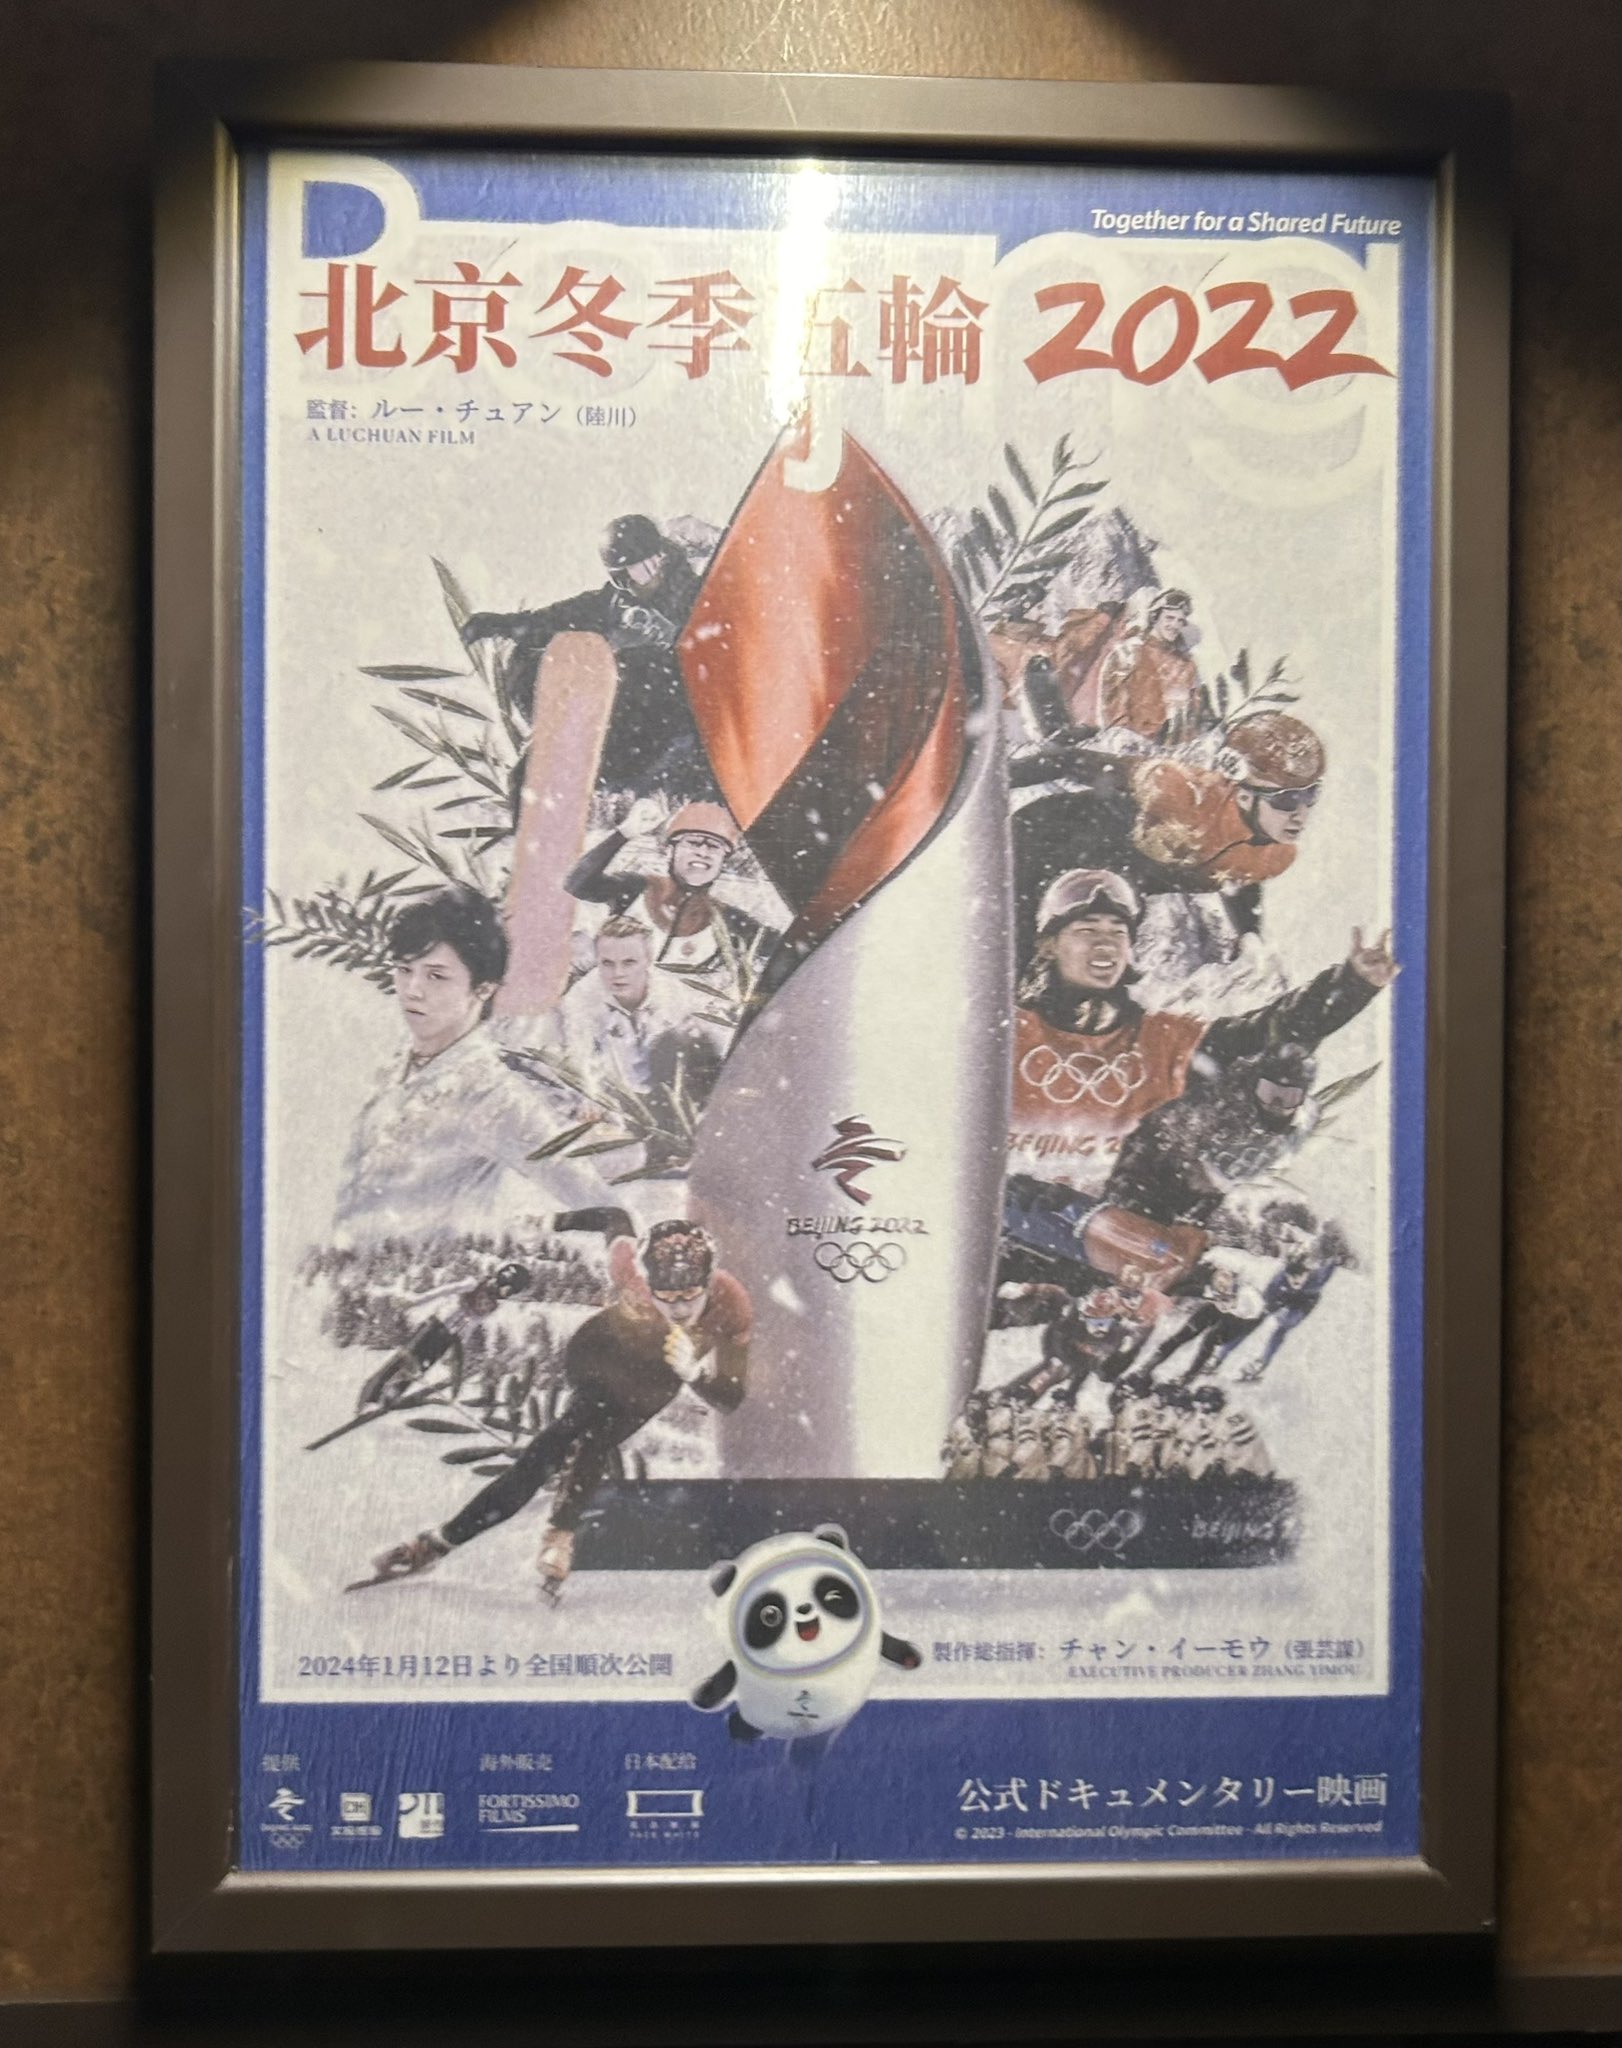 Beijing
Together for a Shared Future
北京冬季五輪 2022
監督: ルー・チュアン（陸川）
A LUCHUAN FILM
BEIJING 2022
BEIJING 2022
BEIJING
2024年1月12日より全国順次公開
製作総指揮: チャン・イーモウ（張芸謀）
EXECUTIVE PRODUCER ZHANG YIMOU
提供
海外販売
日本配給
FORTISSIMO
FILMS
公式ドキュメンタリー映画
© 2023 - International Olympic Committee - All Rights Reserved